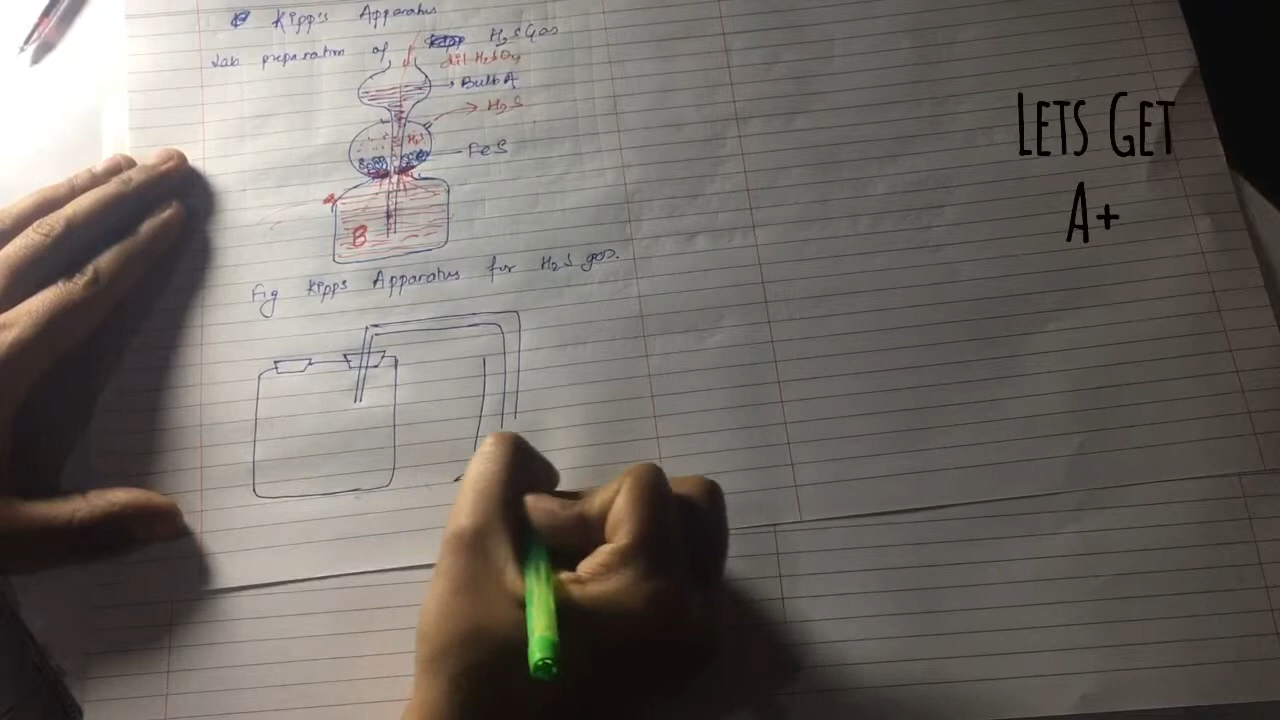 Kipp's Apparatus
Lab preparation of H2S Gas
dil H2SO4
Bulb A
H2S
H2S
FeS
B
Fig Kipps Apparatus for H2S gas.
LETS GET
A+